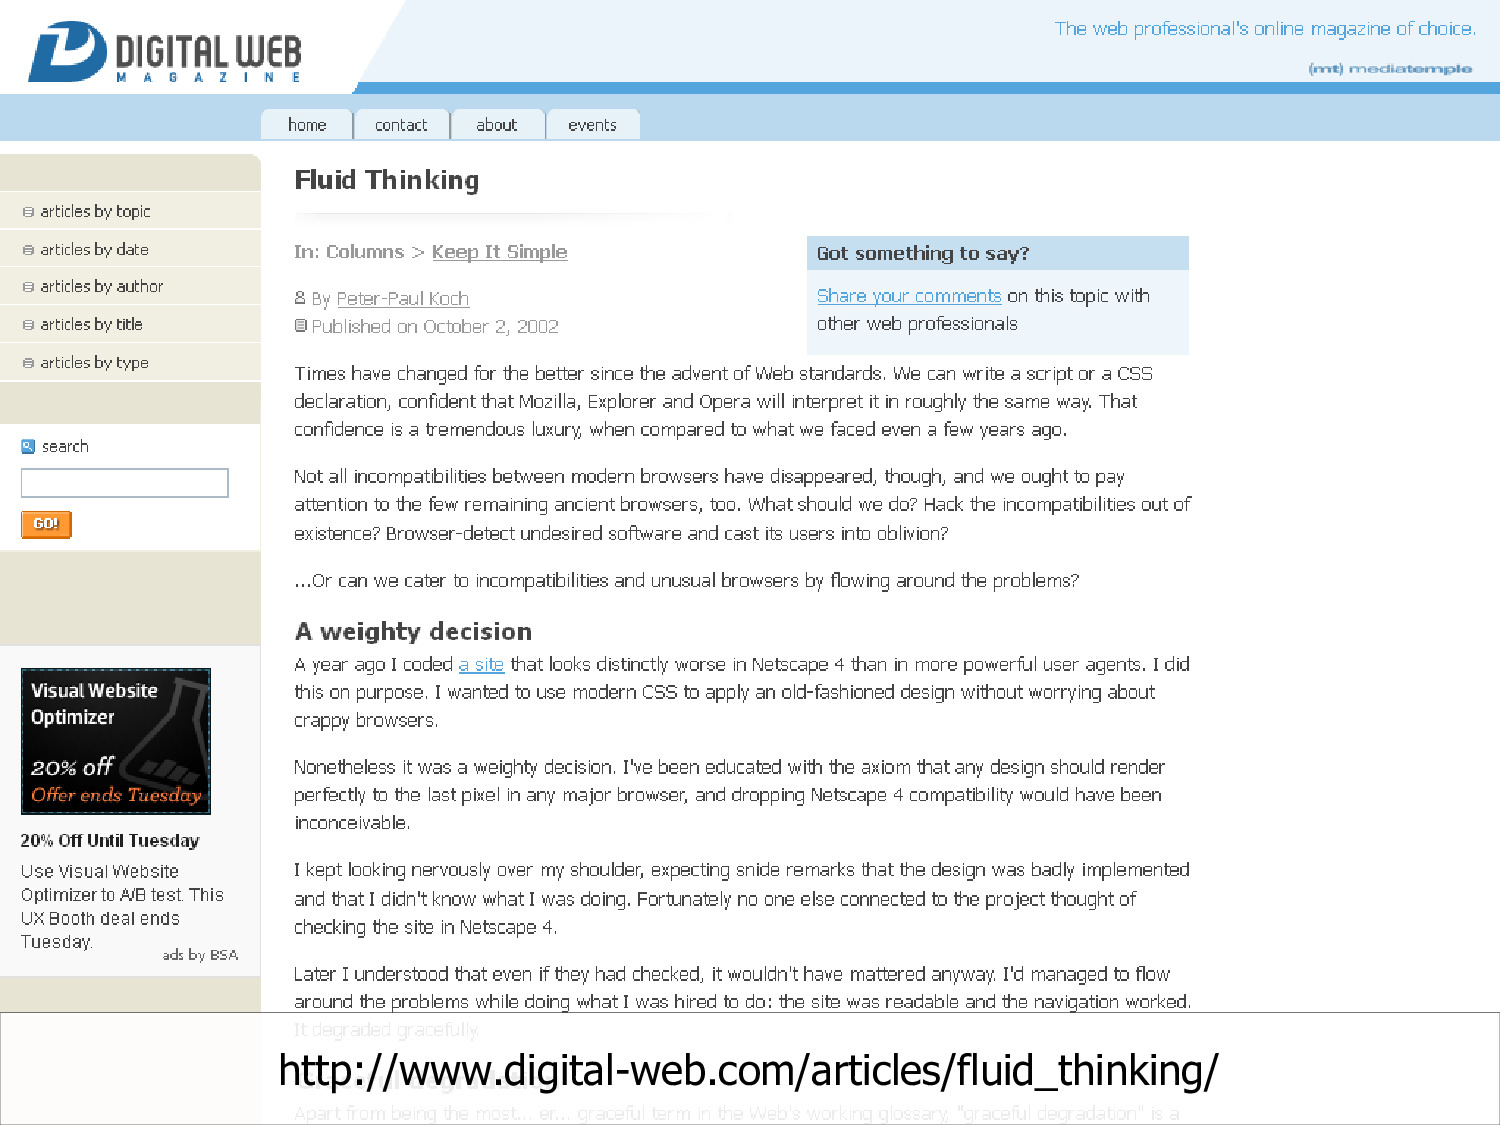 DIGITAL WEB
MAGAZINE
The web professional's online magazine of choice.
(mt) mediatemple
home
contact
about
events
articles by topic
articles by date
articles by author
articles by title
articles by type
search
GO!
Visual Website
Optimizer
20% off
Offer ends Tuesday
20% Off Until Tuesday
Use Visual Website
Optimizer to A/B test. This
UX Booth deal ends
Tuesday.
ads by BSA
Fluid Thinking
In: Columns > Keep It Simple
By Peter-Paul Koch
Published on October 2, 2002
Got something to say?
Share your comments on this topic with
other web professionals
Times have changed for the better since the advent of Web standards. We can write a script or a CSS
declaration, confident that Mozilla, Explorer and Opera will interpret it in roughly the same way. That
confidence is a tremendous luxury, when compared to what we faced even a few years ago.
Not all incompatibilities between modern browsers have disappeared, though, and we ought to pay
attention to the few remaining ancient browsers, too. What should we do? Hack the incompatibilities out of
existence? Browser-detect undesired software and cast its users into oblivion?
...Or can we cater to incompatibilities and unusual browsers by flowing around the problems?
A weighty decision
A year ago I coded a site that looks distinctly worse in Netscape 4 than in more powerful user agents. I did
this on purpose. I wanted to use modern CSS to apply an old-fashioned design without worrying about
crappy browsers.
Nonetheless it was a weighty decision. I've been educated with the axiom that any design should render
perfectly to the last pixel in any major browser, and dropping Netscape 4 compatibility would have been
inconceivable.
I kept looking nervously over my shoulder, expecting snide remarks that the design was badly implemented
and that I didn't know what I was doing. Fortunately no one else connected to the project thought of
checking the site in Netscape 4.
Later I understood that even if they had checked, it wouldn't have mattered anyway. I'd managed to flow
around the problems while doing what I was hired to do: the site was readable and the navigation worked.
It degraded gracefully.
http://www.digital-web.com/articles/fluid_thinking/
Apart from being the most... er... graceful term in the Web's working glossary, "graceful degradation" is a